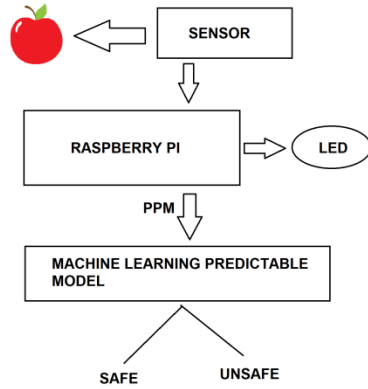 SENSOR
RASPBERRY PI
LED
PPM
MACHINE LEARNING PREDICTABLE
MODEL
SAFE
UNSAFE